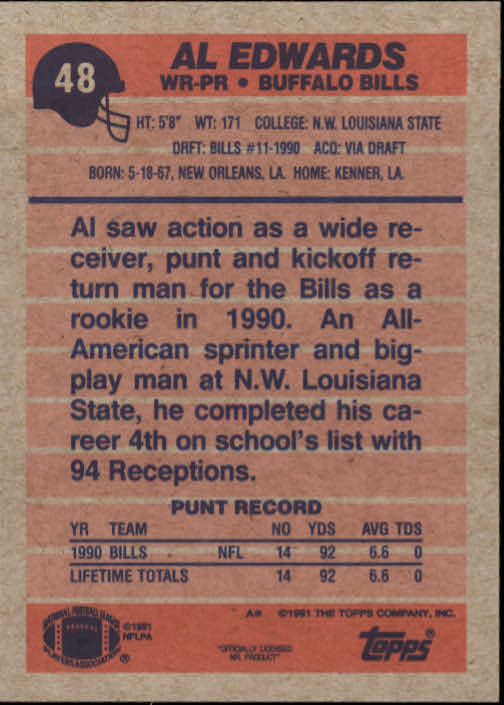 48
AL EDWARDS
WR-PR • BUFFALO BILLS
HT: 5'8" WT: 171 COLLEGE: N.W. LOUISIANA STATE
DRFT: BILLS #11-1990 ACQ: VIA DRAFT
BORN: 5-18-67, NEW ORLEANS, LA. HOME: KENNER, LA.
Al saw action as a wide re-
ceiver, punt and kickoff re-
turn man for the Bills as a
rookie in 1990. An All-
American sprinter and big-
play man at N.W. Louisiana
State, he completed his ca-
reer 4th on school's list with
94 Receptions.
PUNT RECORD
YR TEAM NO YDS AVG TDS
1990 BILLS NFL 14 92 6.6 0
LIFETIME TOTALS 14 92 6.6 0
A* ©1991 THE TOPPS COMPANY, INC.
NATIONAL FOOTBALL LEAGUE
PLAYERS ASSOCIATION
®
©1991
NFLPA
"OFFICIALLY LICENSED
NFL PRODUCT"
topps®